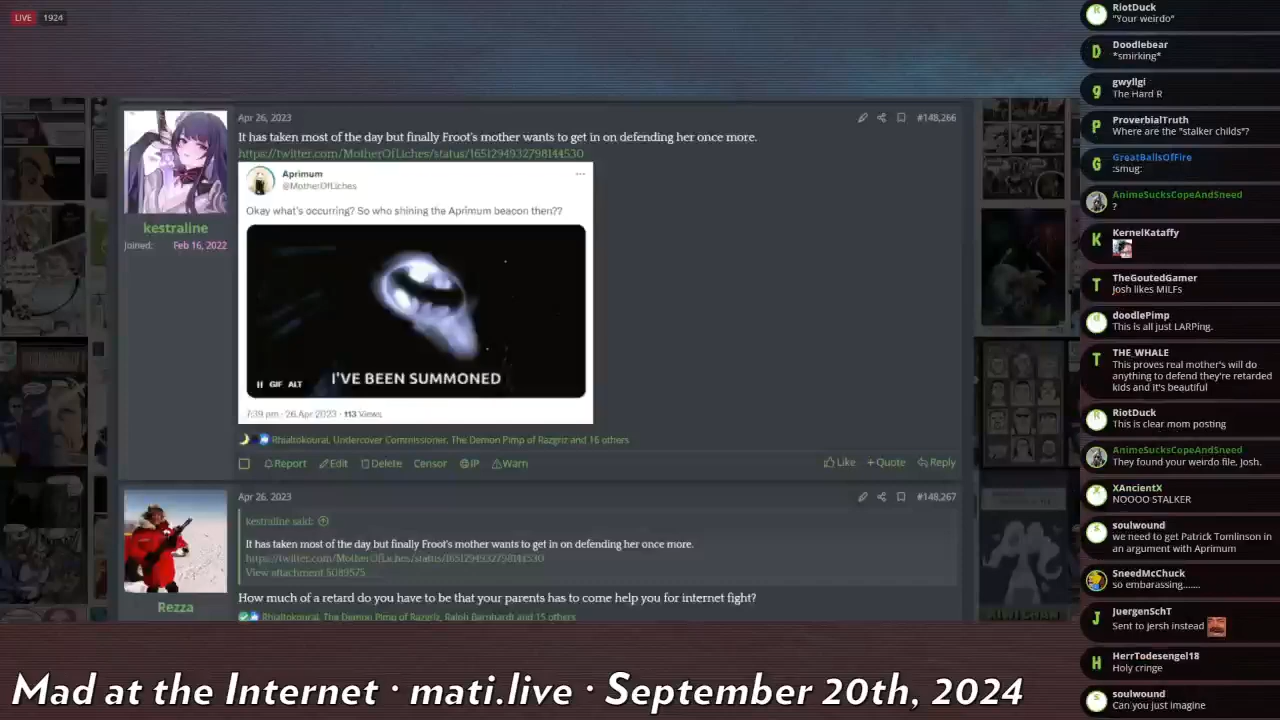 LIVE 1924
Apr 26, 2023
#148,266
It has taken most of the day but finally Froot's mother wants to get in on defending her once more.
https://twitter.com/MotherOfLiches/status/1651294932798144530
Aprimum
@MotherOfLiches
Okay what's occurring? So who shining the Aprimum beacon then??
GIF ALT
I'VE BEEN SUMMONED
7:39 pm · 26 Apr 2023 · 113 Views
kestraline
Joined: Feb 16, 2022
Rhialtokoural, Undercover Commissioner, The Demon Pimp of Razgriz and 16 others
Report Edit Delete Censor IP Warn
Like +Quote Reply
Apr 26, 2023
#148,267
kestraline said:
It has taken most of the day but finally Froot's mother wants to get in on defending her once more.
https://twitter.com/MotherOfLiches/status/1651294932798144530
View attachment 5089575
How much of a retard do you have to be that your parents has to come help you for internet fight?
Rezza
Rhialtokoural, The Demon Pimp of Razgriz, Ralph Barnhardt and 15 others
Mad at the Internet · mati.live · September 20th, 2024
RiotDuck
"Your weirdo"
Doodlebear
*smirking*
gwyllgi
The Hard R
ProverbialTruth
Where are the "stalker childs"?
GreatBallsOfFire
:smug:
AnimeSucksCopeAndSneed
?
KernelKataffy
TheGoutedGamer
Josh likes MILFs
doodlePimp
This is all just LARPing.
THE_WHALE
This proves real mother's will do
anything to defend they're retarded
kids and it's beautiful
RiotDuck
This is clear mom posting
AnimeSucksCopeAndSneed
They found your weirdo file, Josh.
XAncientX
NOOOO STALKER
soulwound
we need to get Patrick Tomlinson in
an argument with Aprimum
SneedMcChuck
so embarassing.......
JuergenSchT
Sent to jersh instead
HerrTodesengel18
Holy cringe
soulwound
Can you just imagine